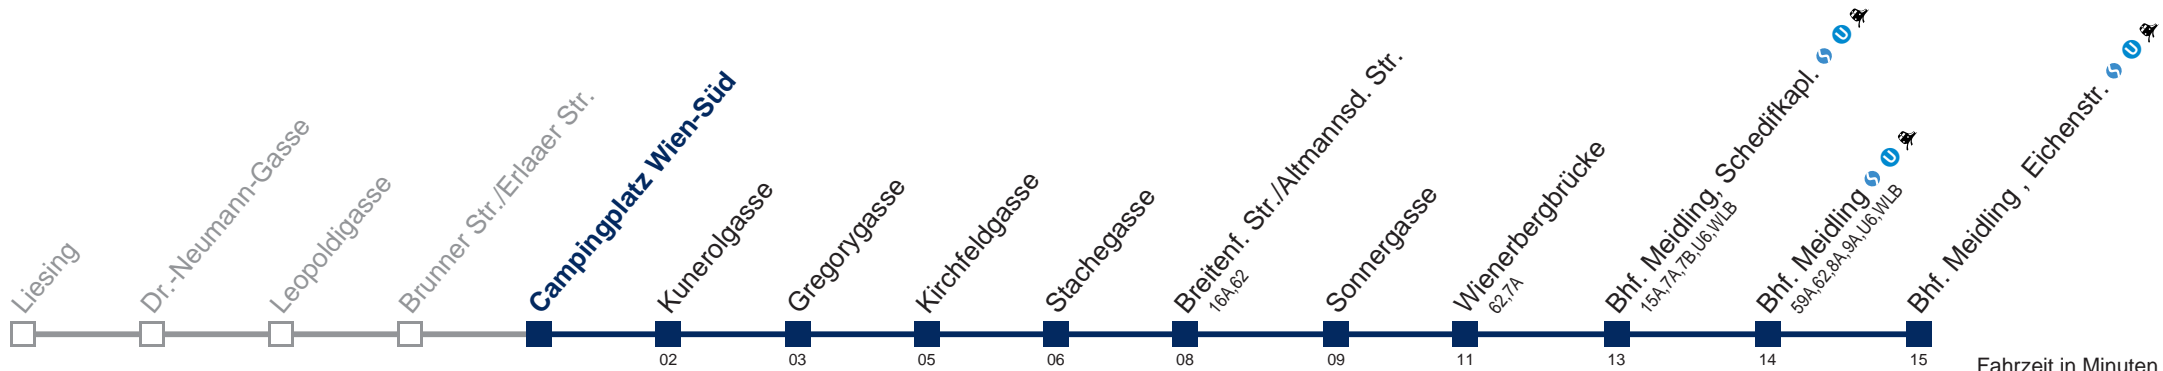 Liesing
Dr.-Neumann-Gasse
Leopoldigasse
Brunner Str./Erlaaer Str.
Campingplatz Wien-Süd
Kunerolgasse
02
Gregorygasse
03
Kirchfeldgasse
05
Stachegasse
06
Breitenf. Str./Altmannsd. Str.
16A,62
08
Sonnergasse
09
Wienerbergbrücke
62,7A
11
Bhf. Meidling, Schedifkapl. S U
15A,7A,7B,U6,WLB
13
Bhf. Meidling S U
59A,62,8A,9A,U6,WLB
14
Bhf. Meidling , Eichenstr. S U
15
Fahrzeit in Minuten